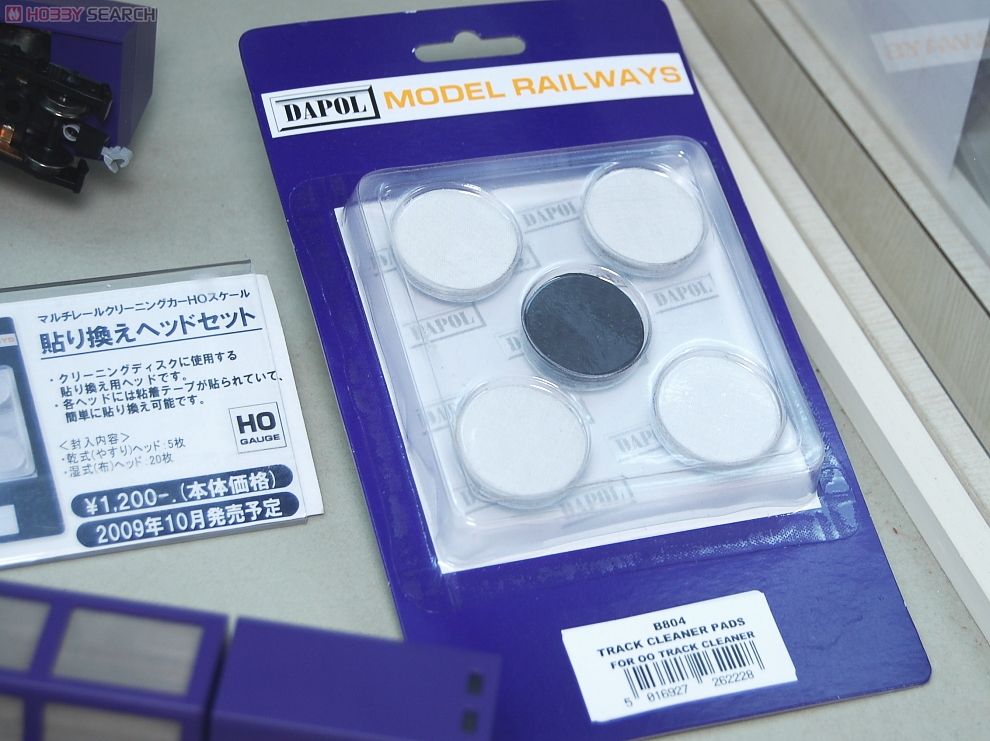 HOBBY SEARCH
DAPOL MODEL RAILWAYS
DAPOL
DAPOL
DAPOL
DAPOL
B804
TRACK CLEANER PADS
FOR OO TRACK CLEANER
5 016927 262228
マルチレールクリーニングカーHOスケール
貼り換えヘッドセット
・クリーニングディスクに使用する
貼り換え用ヘッドです。
・各ヘッドには粘着テープが貼られていて、
簡単に貼り換え可能です。
<封入内容>
・乾式(やすり)ヘッド:5枚
・湿式(布)ヘッド:20枚
HO
GAUGE
¥1,200-.(本体価格)
2009年10月発売予定